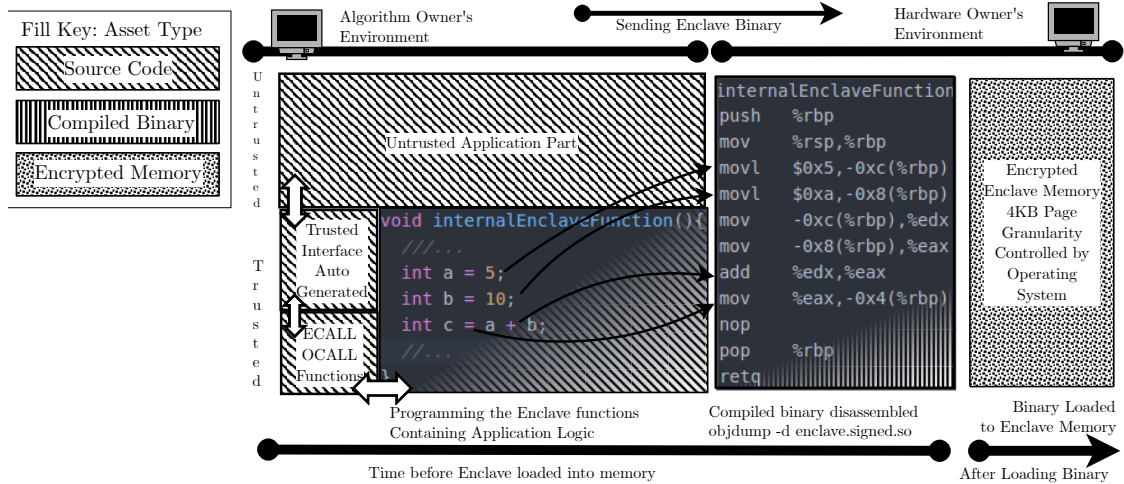 Fill Key: Asset Type
Source Code
Compiled Binary
Encrypted Memory
Algorithm Owner's
Environment
Sending Enclave Binary
Hardware Owner's
Environment
Untrusted
Trusted
Untrusted Application Part
Trusted
Interface
Auto
Generated
ECALL
OCALL
Functions
void internalEnclaveFunction(){
///...
int a = 5;
int b = 10;
int c = a + b;
//...
}
internalEnclaveFunction
push %rbp
mov %rsp,%rbp
movl $0x5,-0xc(%rbp)
movl $0xa,-0x8(%rbp)
mov -0xc(%rbp),%edx
mov -0x8(%rbp),%eax
add %edx,%eax
mov %eax,-0x4(%rbp)
nop
pop %rbp
retq
Encrypted
Enclave Memory
4KB Page
Granularity
Controlled by
Operating
System
Programming the Enclave functions
Containing Application Logic
Compiled binary disassembled
objdump -d enclave.signed.so
Binary Loaded
to Enclave Memory
Time before Enclave loaded into memory
After Loading Binary